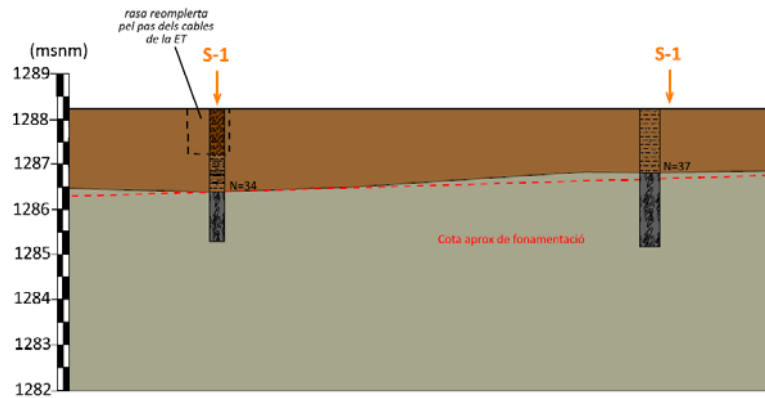 rasa reomplerta
pel pas dels cables
de la ET
(msnm)
S-1
S-1
1289
1288
1287
1286
1285
1284
1283
1282
N=34
N=37
Cota aprox de fonamentació